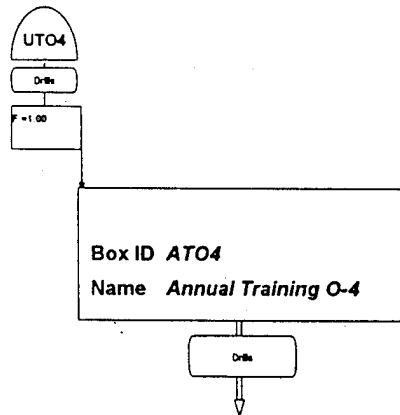 UTO4
Drills
F =1.00
Box ID ATO4
Name Annual Training O-4
Drills